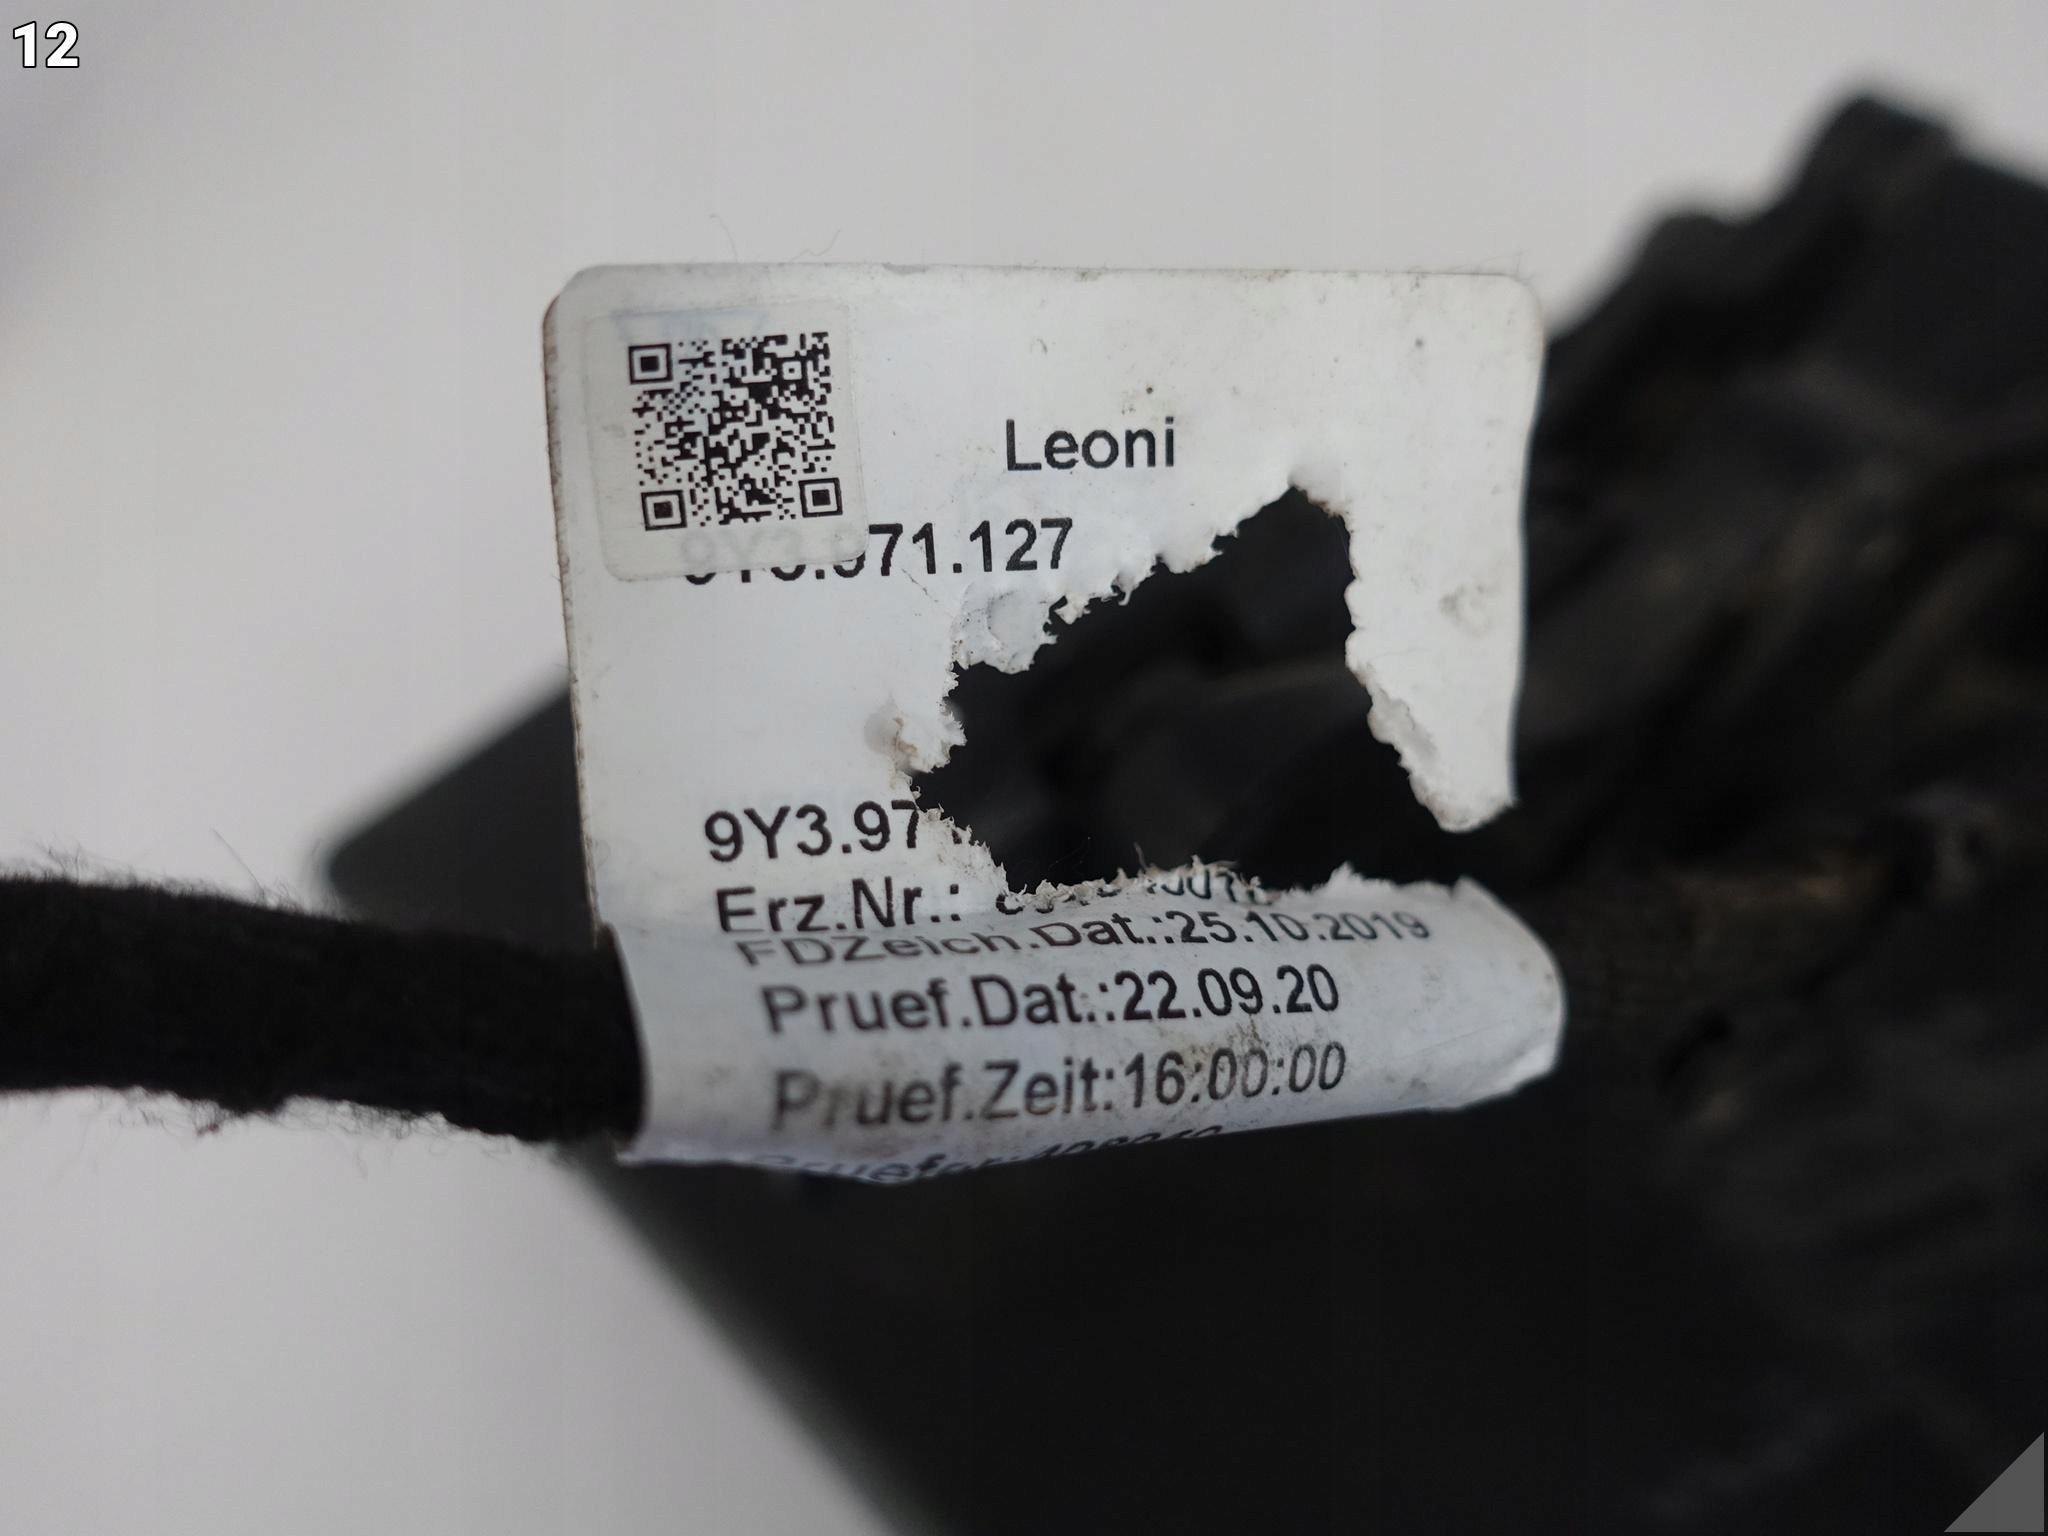 12
Leoni
9Y3.971.127
9Y3.97
Erz.Nr.:
FDZeich.Dat.:25.10.2019
Pruef.Dat.:22.09.20
Pruef.Zeit:16:00:00